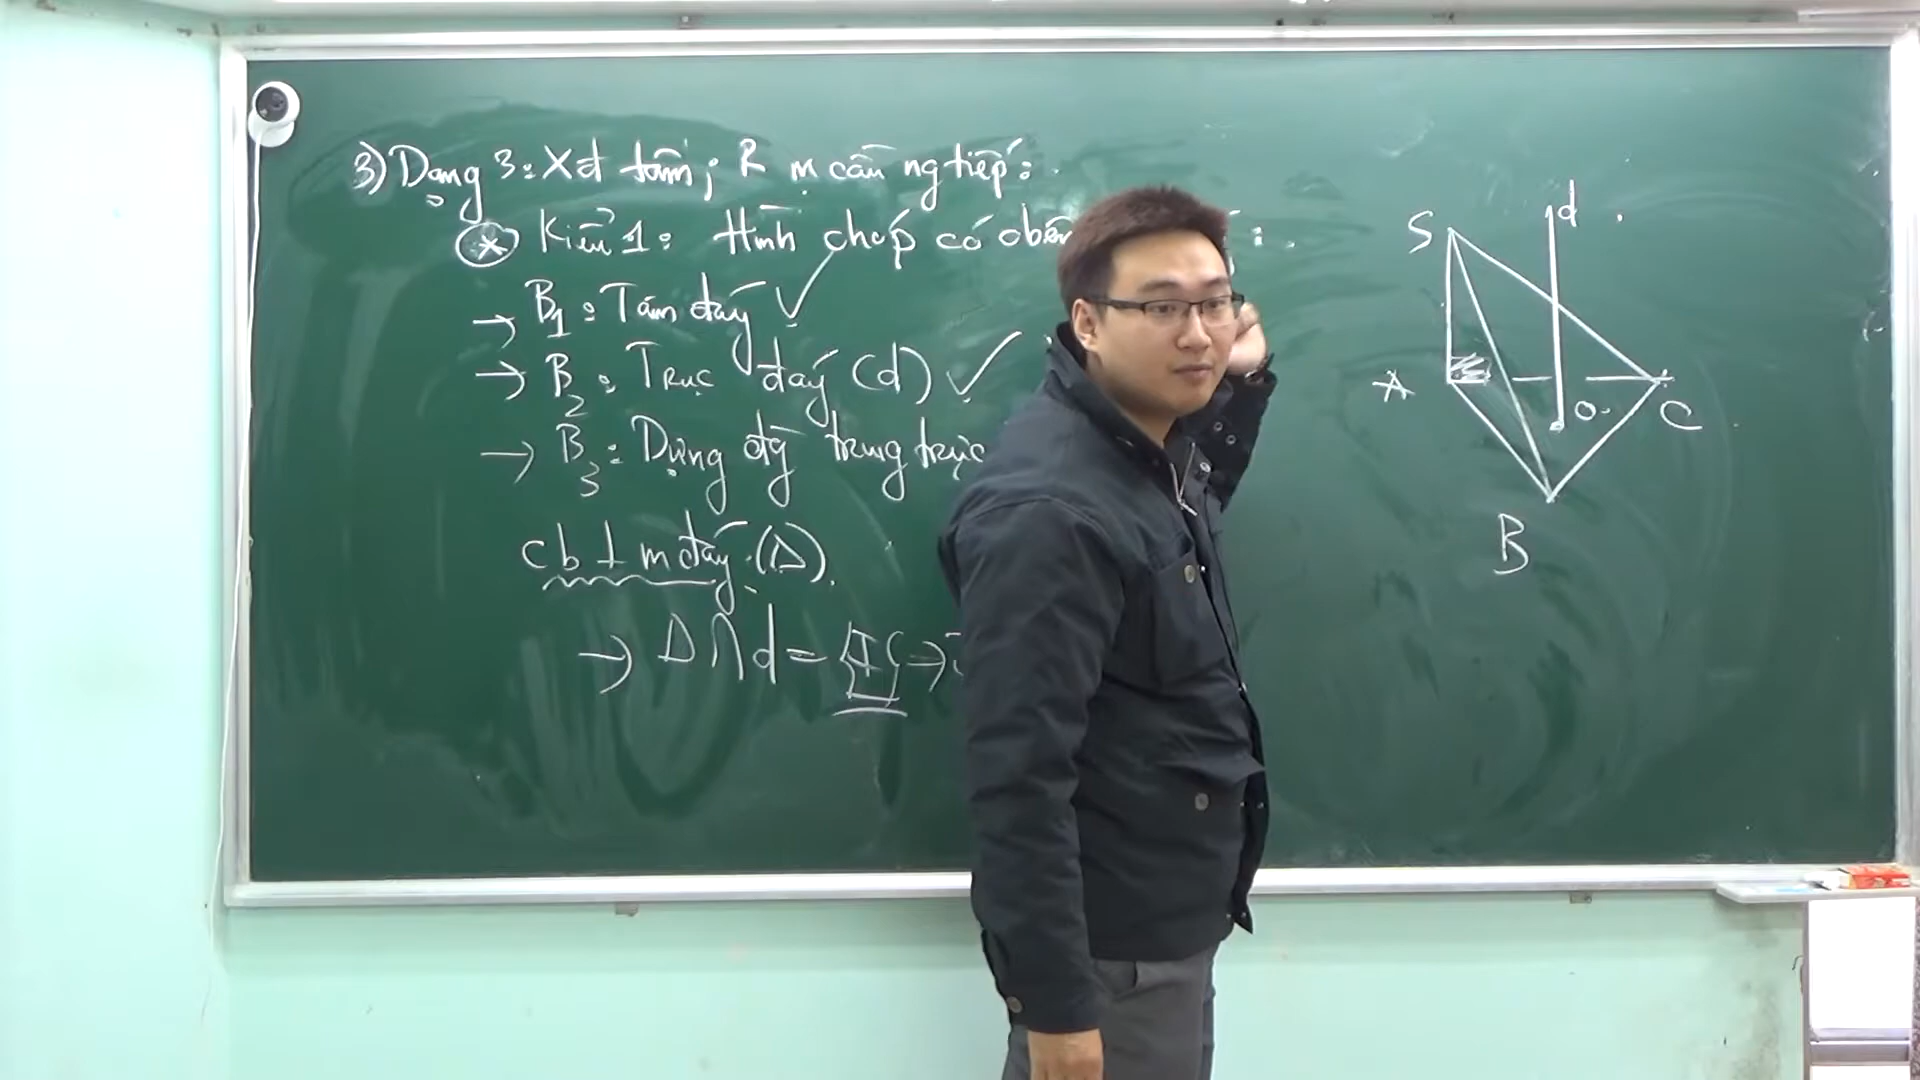 3) Dạng 3: Xđ tâm; R m cầu ng tiếp:
* Kiểu 1: Hình chóp có cbên
→ B1: Tâm đáy ✓
→ B2: Trục đáy (d) ✓
→ B3: Dựng đg trung trực
cb ⊥ m đáy. (Δ).
→ Δ ∩ d = {I} →
S
d
A
O
C
B